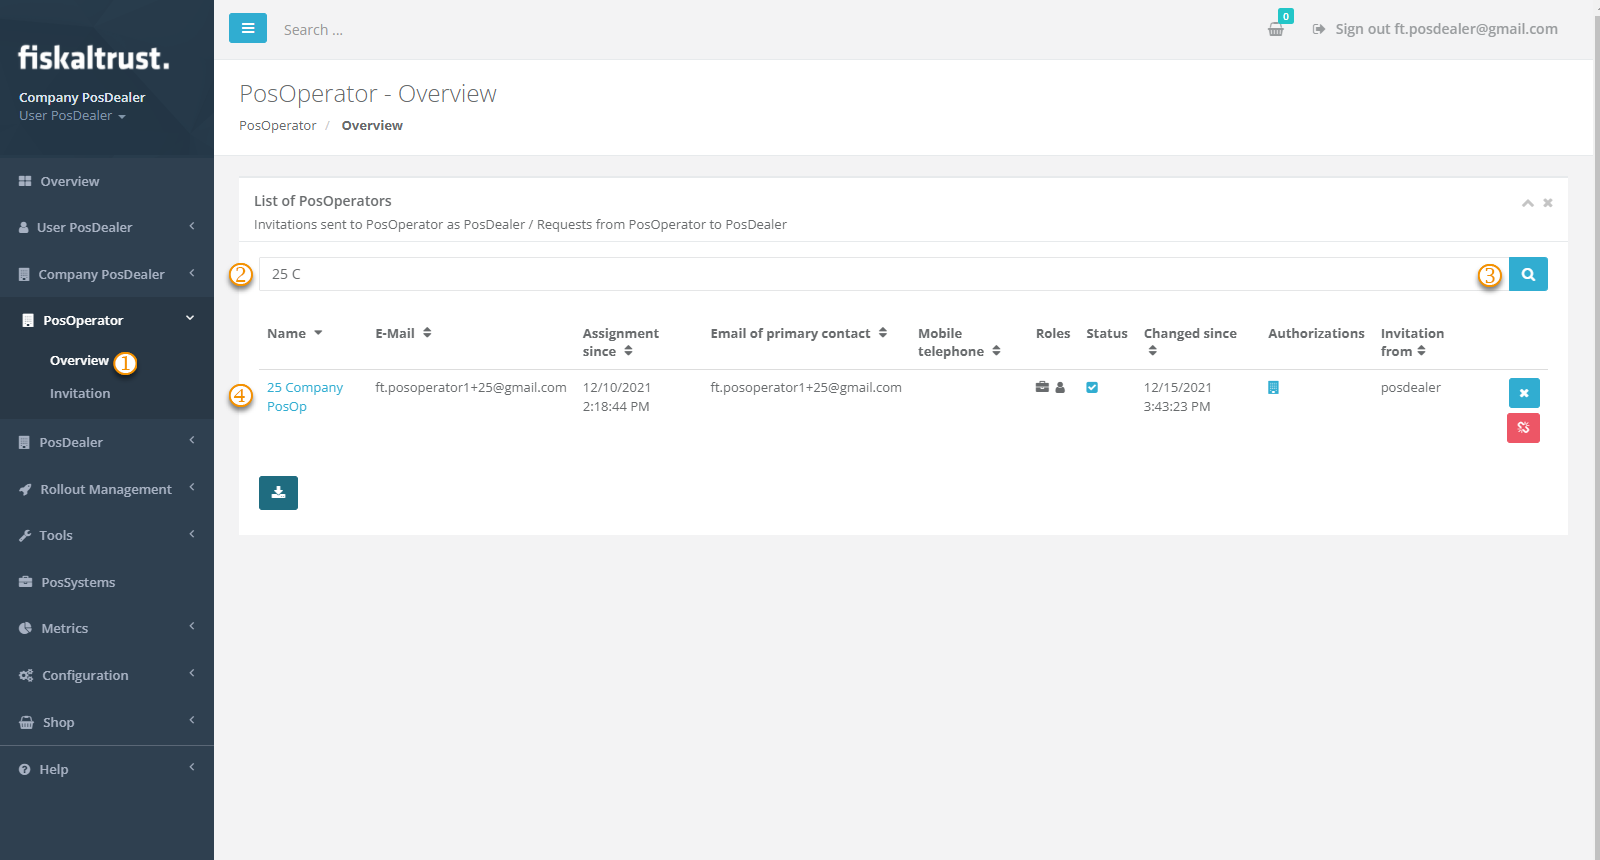 fiskaltrust.
Company PosDealer
User PosDealer
Overview
User PosDealer
Company PosDealer
PosOperator
Overview 1
Invitation
PosDealer
Rollout Management
Tools
PosSystems
Metrics
Configuration
Shop
Help
Search ...
0
Sign out ft.posdealer@gmail.com
PosOperator - Overview
PosOperator / Overview
List of PosOperators
Invitations sent to PosOperator as PosDealer / Requests from PosOperator to PosDealer
2 25 C 3
Name E-Mail Assignment since Email of primary contact Mobile telephone Roles Status Changed since Authorizations Invitation from
4 25 Company PosOp ft.posoperator1+25@gmail.com 12/10/2021 2:18:44 PM ft.posoperator1+25@gmail.com 12/15/2021 3:43:23 PM posdealer